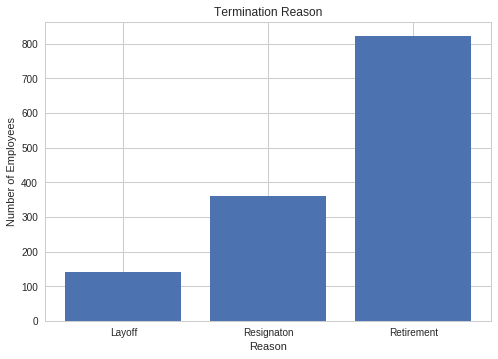 Termination Reason
Number of Employees
800
700
600
500
400
300
200
100
0
Layoff Resignaton Retirement
Reason